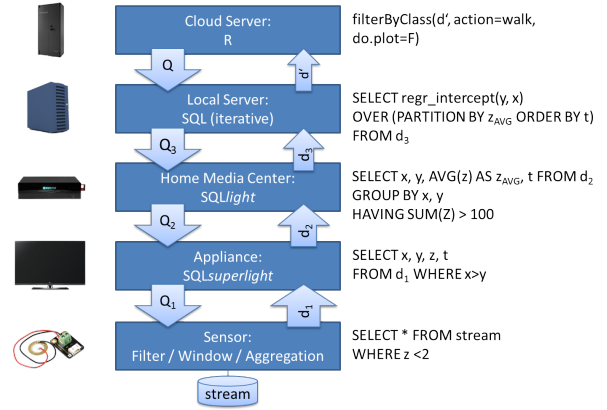 Cloud Server:
R
filterByClass(d‘, action=walk,
do.plot=F)
Q
d‘
Local Server:
SQL (iterative)
SELECT regr_intercept(y, x)
OVER (PARTITION BY zAVG ORDER BY t)
FROM d3
Q3
d3
Home Media Center:
SQLlight
SELECT x, y, AVG(z) AS zAVG, t FROM d2
GROUP BY x, y
HAVING SUM(Z) > 100
Q2
d2
Appliance:
SQLsuperlight
SELECT x, y, z, t
FROM d1 WHERE x>y
Q1
d1
Sensor:
Filter / Window / Aggregation
SELECT * FROM stream
WHERE z <2
stream